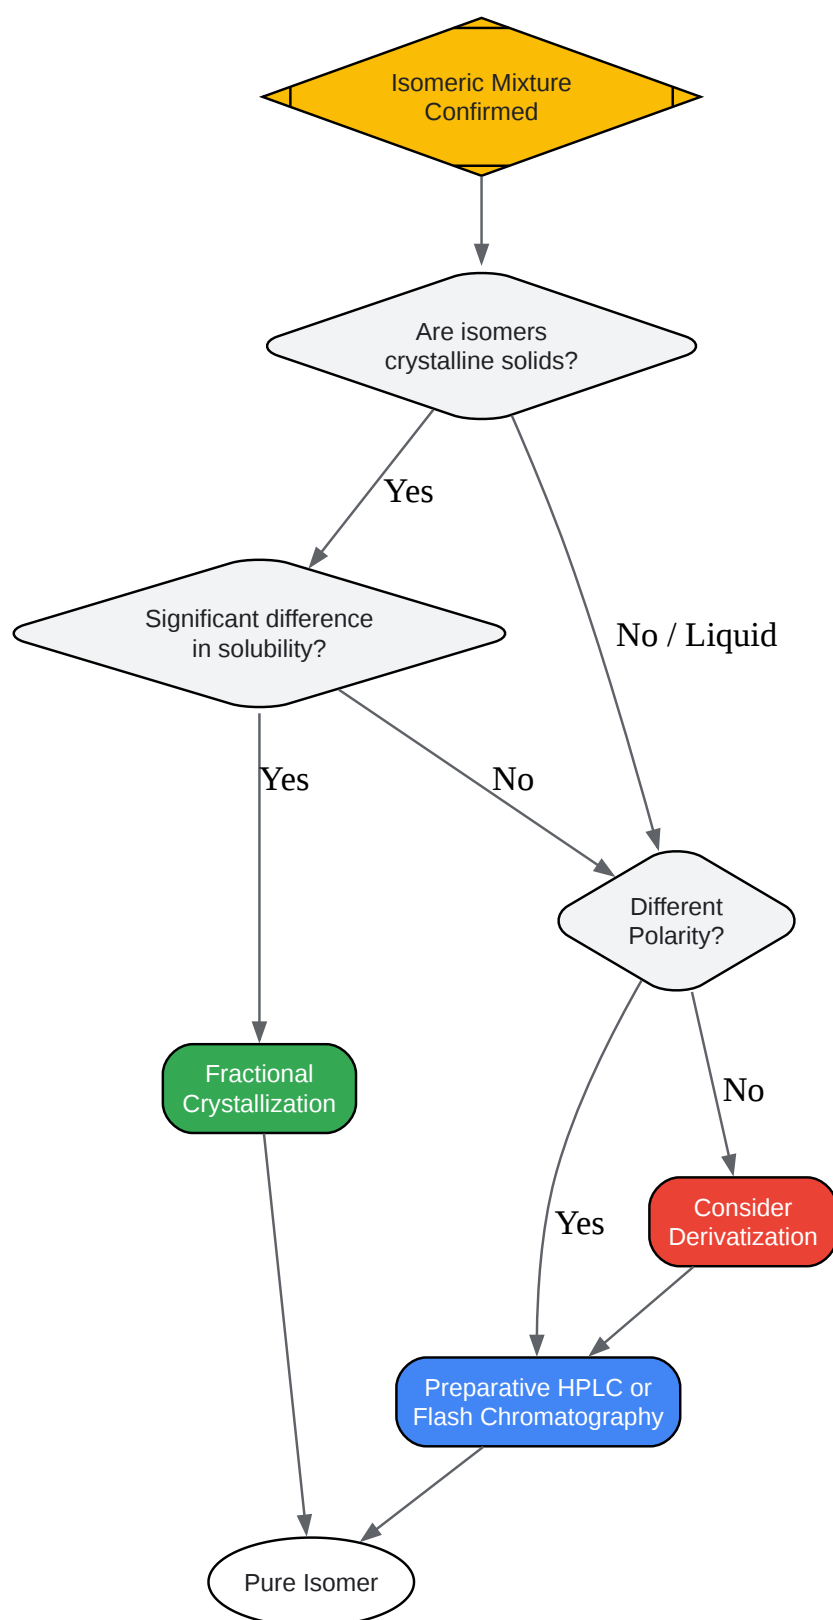 Isomeric Mixture
Confirmed
Are isomers
crystalline solids?
Yes
No / Liquid
Significant difference
in solubility?
Yes
No
Different
Polarity?
Fractional
Crystallization
No
Yes
Consider
Derivatization
Preparative HPLC or
Flash Chromatography
Pure Isomer